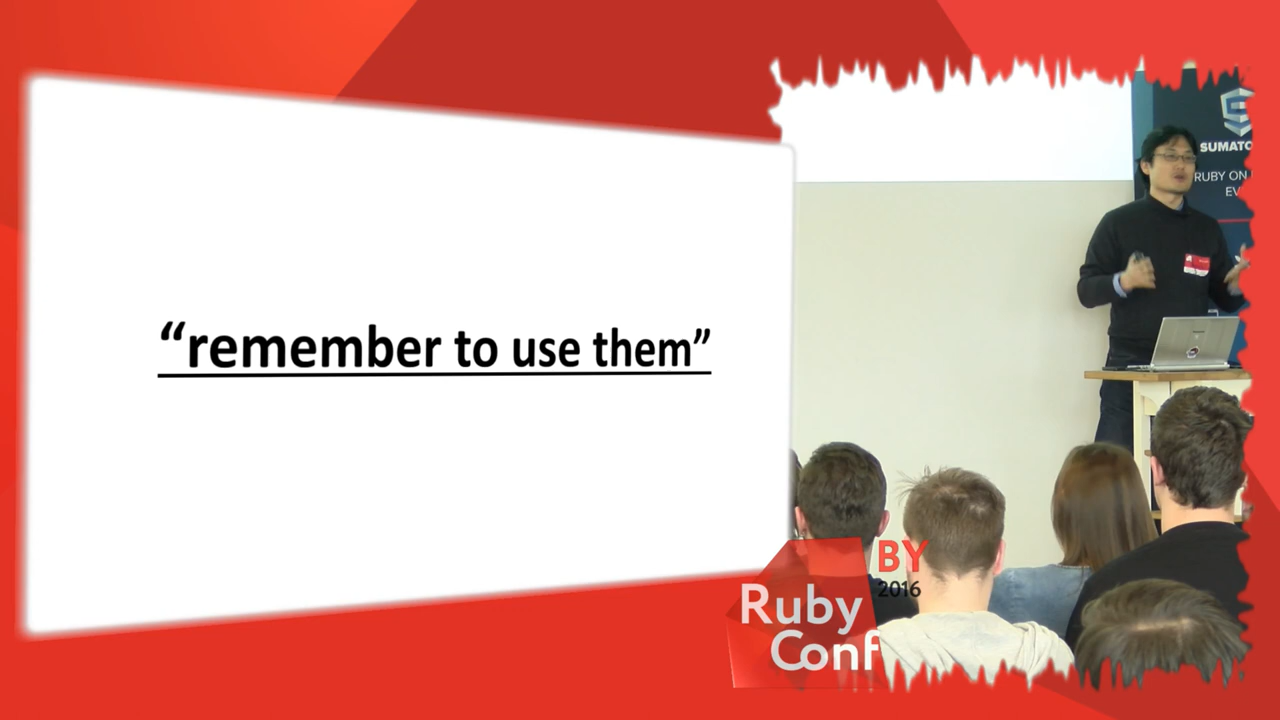 “remember to use them”
SUMATO
RUBY ON
EV
BY
2016
Ruby
Conf